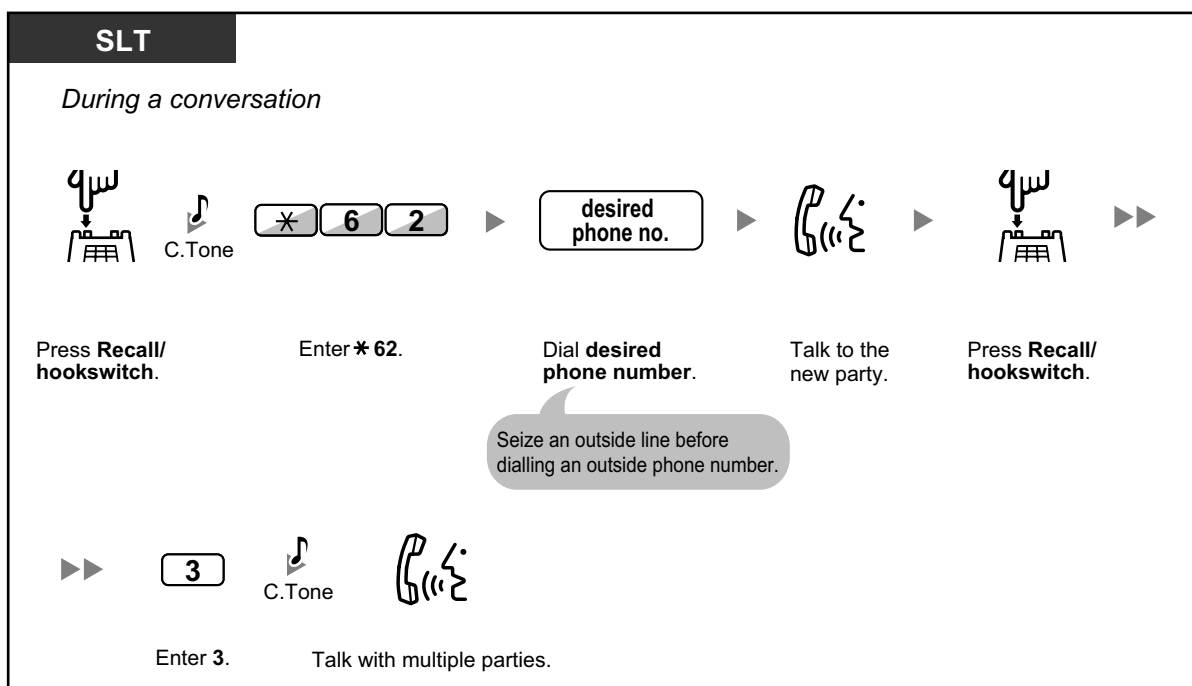 SLT
During a conversation
C.Tone
* 6 2
desired
phone no.
Press Recall/
hookswitch.
Enter * 62.
Dial desired
phone number.
Talk to the
new party.
Press Recall/
hookswitch.
Seize an outside line before
dialling an outside phone number.
3
C.Tone
Enter 3.
Talk with multiple parties.